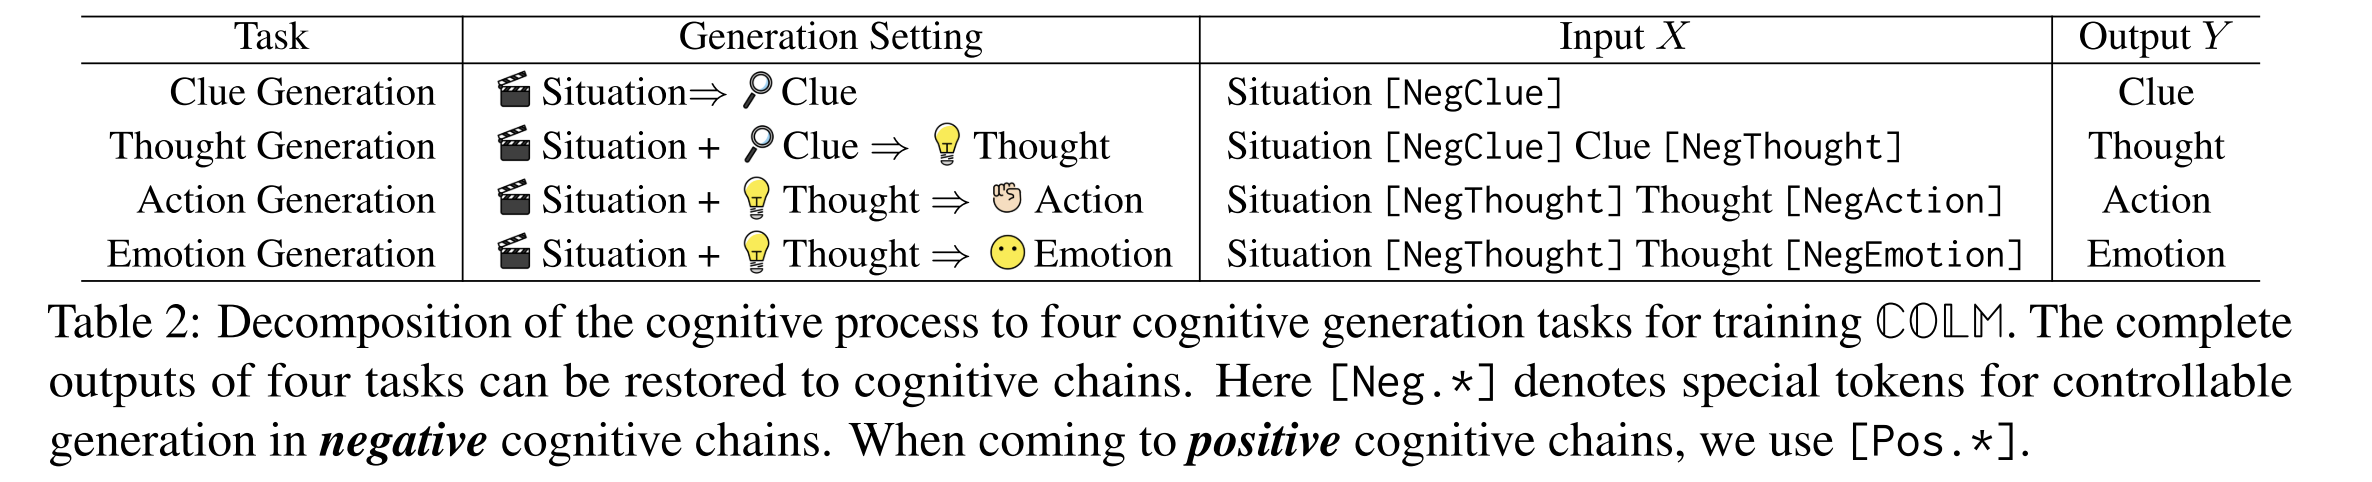 Task Generation Setting Input X Output Y
Clue Generation 🎬 Situation⇒ 🔎 Clue Situation [NegClue] Clue
Thought Generation 🎬 Situation + 🔎 Clue ⇒ 💡 Thought Situation [NegClue] Clue [NegThought] Thought
Action Generation 🎬 Situation + 💡 Thought ⇒ ✊🏻 Action Situation [NegThought] Thought [NegAction] Action
Emotion Generation 🎬 Situation + 💡 Thought ⇒ 😶 Emotion Situation [NegThought] Thought [NegEmotion] Emotion
Table 2: Decomposition of the cognitive process to four cognitive generation tasks for training ℂ𝕆𝕃𝕄. The complete
outputs of four tasks can be restored to cognitive chains. Here [Neg.*] denotes special tokens for controllable
generation in negative cognitive chains. When coming to positive cognitive chains, we use [Pos.*].